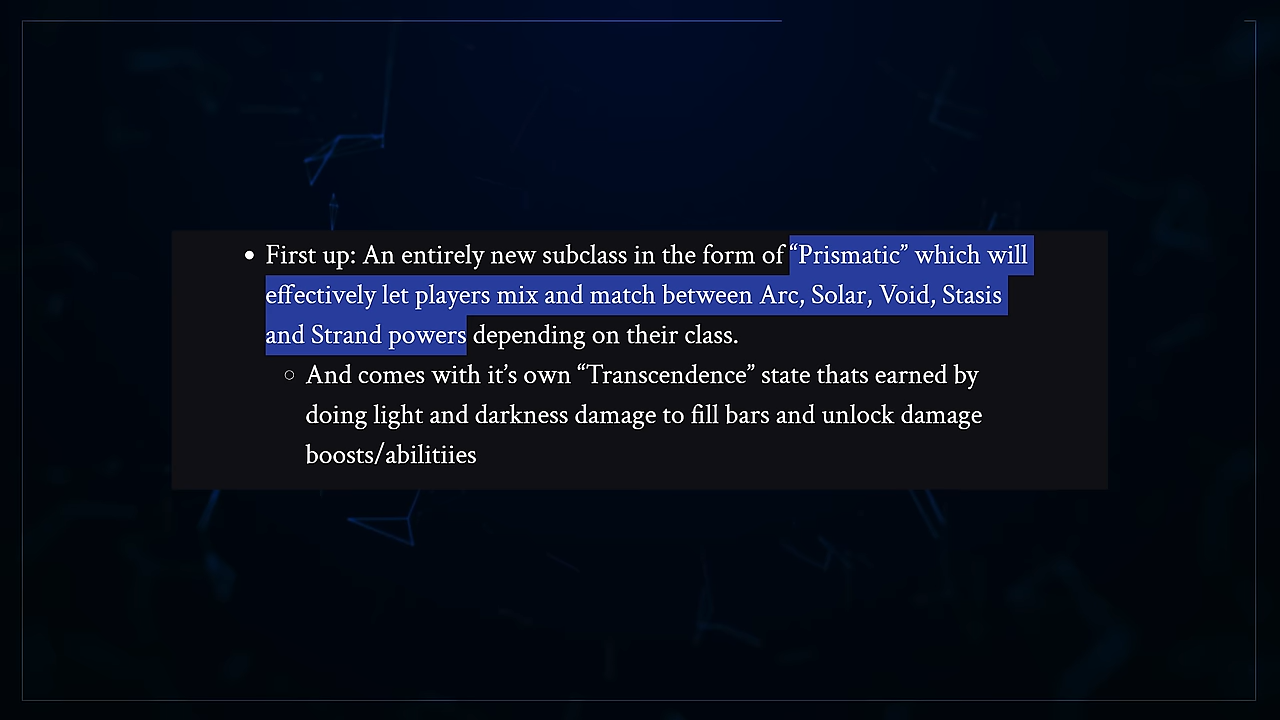 • First up: An entirely new subclass in the form of “Prismatic” which will
effectively let players mix and match between Arc, Solar, Void, Stasis
and Strand powers depending on their class.
○ And comes with it’s own “Transcendence” state thats earned by
doing light and darkness damage to fill bars and unlock damage
boosts/abilitiies